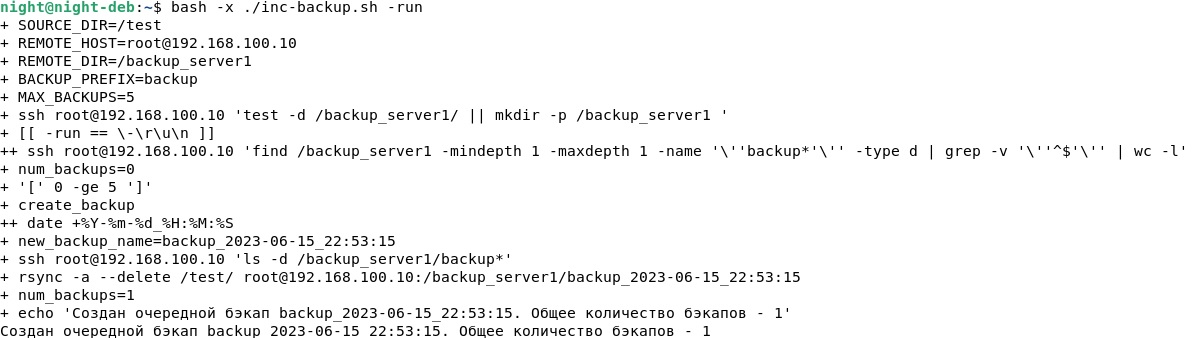 night@night-deb:~$ bash -x ./inc-backup.sh -run
+ SOURCE_DIR=/test
+ REMOTE_HOST=root@192.168.100.10
+ REMOTE_DIR=/backup_server1
+ BACKUP_PREFIX=backup
+ MAX_BACKUPS=5
+ ssh root@192.168.100.10 'test -d /backup_server1/ || mkdir -p /backup_server1 '
+ [[ -run == \-\r\u\n ]]
++ ssh root@192.168.100.10 'find /backup_server1 -mindepth 1 -maxdepth 1 -name '\''backup*'\'' -type d | grep -v '\''^$'\'' | wc -l'
+ num_backups=0
+ '[' 0 -ge 5 ']'
+ create_backup
++ date +%Y-%m-%d_%H:%M:%S
+ new_backup_name=backup_2023-06-15_22:53:15
+ ssh root@192.168.100.10 'ls -d /backup_server1/backup*'
+ rsync -a --delete /test/ root@192.168.100.10:/backup_server1/backup_2023-06-15_22:53:15
+ num_backups=1
+ echo 'Создан очередной бэкап backup_2023-06-15_22:53:15. Общее количество бэкапов - 1'
Создан очередной бэкап backup 2023-06-15 22:53:15. Общее количество бэкапов - 1